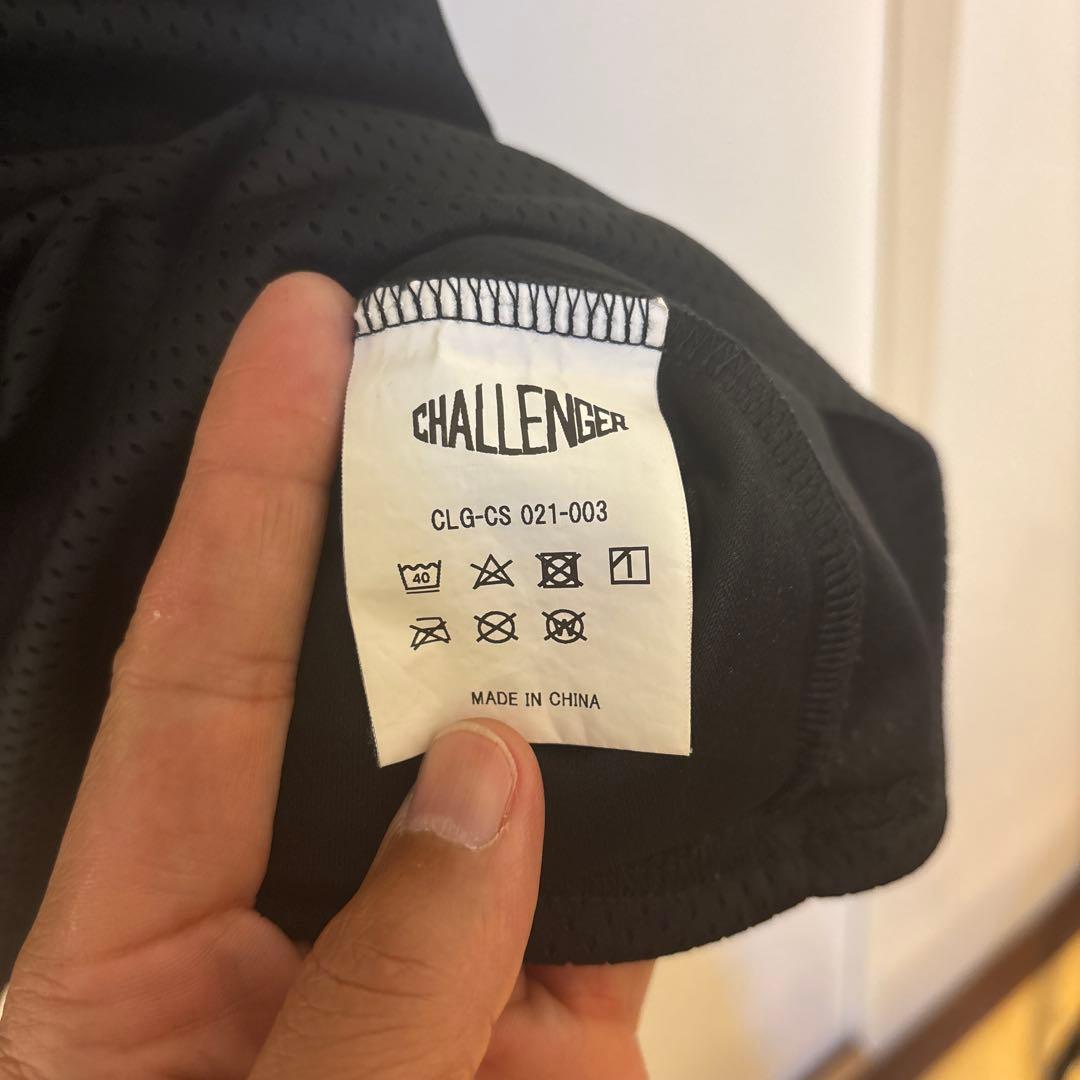 CHALLENGER
CLG-CS 021-003
40
W
MADE IN CHINA